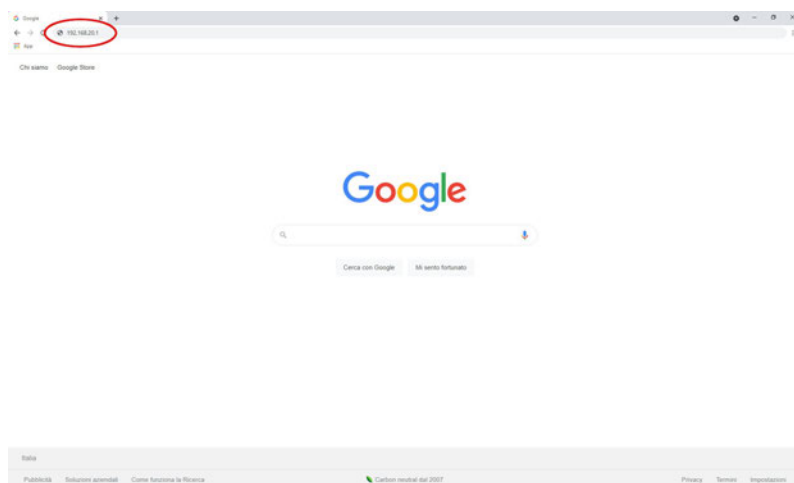 Google
192.168.20.1
App
Chi siamo Google Store
Google
Cerca con Google Mi sento fortunato
Italia
Pubblicità Soluzioni aziendali Come funziona la Ricerca Carbon neutral dal 2007 Privacy Termini Impostazioni